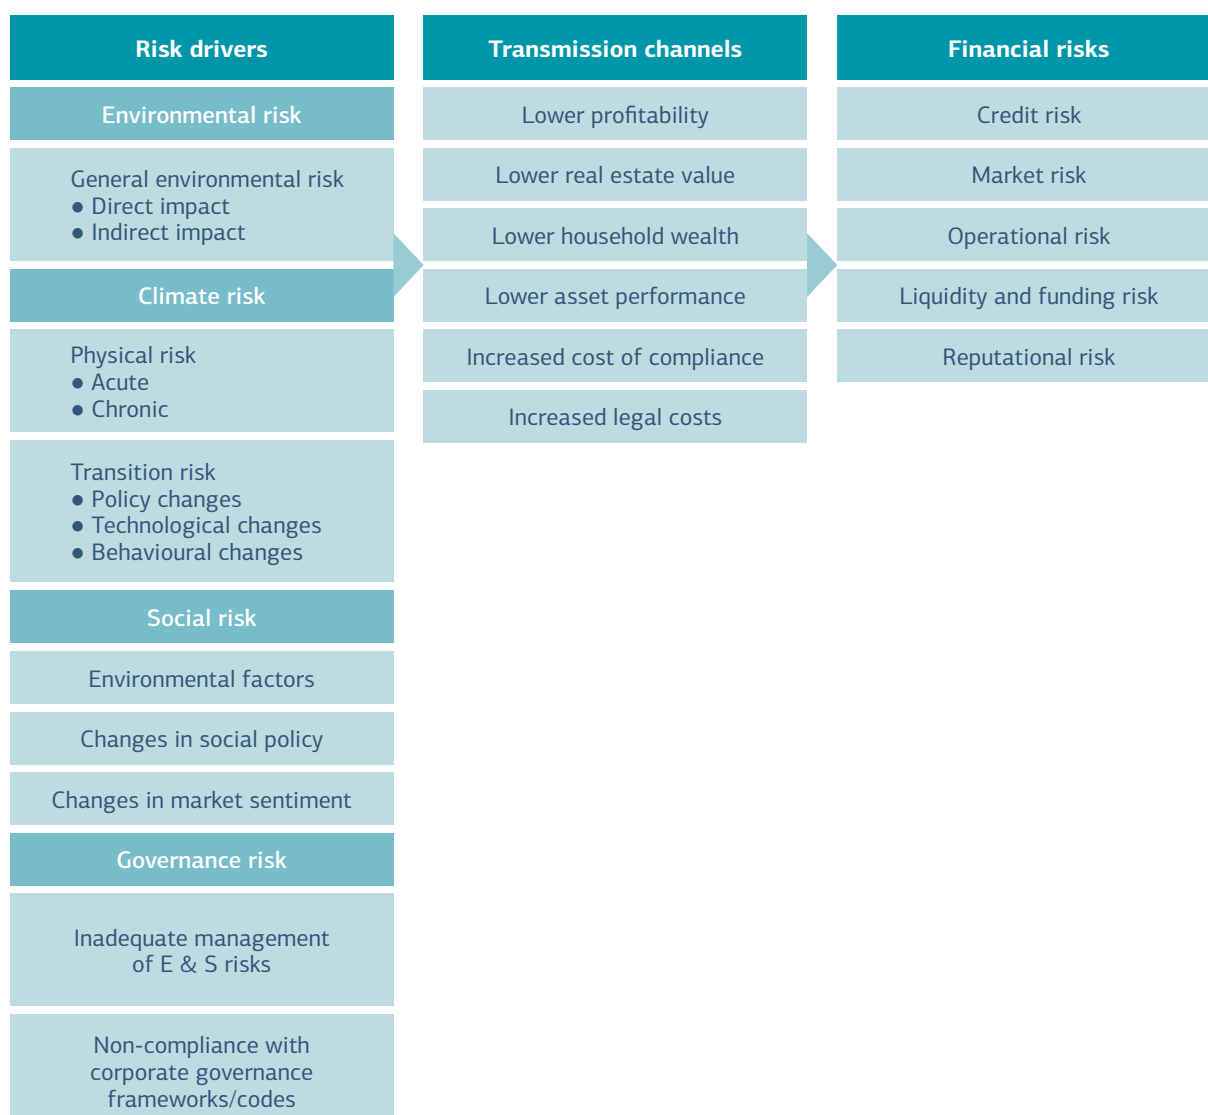 Risk drivers
Environmental risk
General environmental risk
● Direct impact
● Indirect impact
Climate risk
Physical risk
● Acute
● Chronic
Transition risk
● Policy changes
● Technological changes
● Behavioural changes
Social risk
Environmental factors
Changes in social policy
Changes in market sentiment
Governance risk
Inadequate management
of E & S risks
Non-compliance with
corporate governance
frameworks/codes
Transmission channels
Lower profitability
Lower real estate value
Lower household wealth
Lower asset performance
Increased cost of compliance
Increased legal costs
Financial risks
Credit risk
Market risk
Operational risk
Liquidity and funding risk
Reputational risk